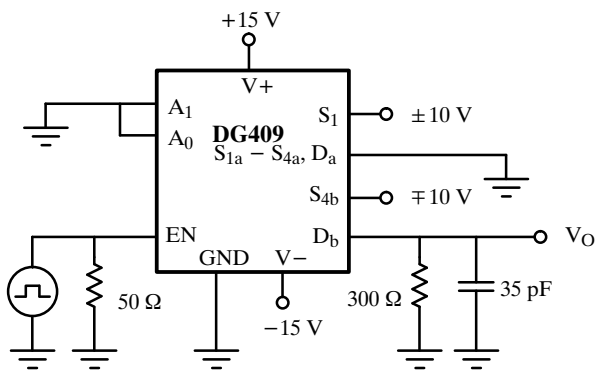 +15 V
V+
A1
A0
DG409
S1a − S4a, Da
S1
±10 V
S4b
∓10 V
EN
Db
VO
GND
V−
50 Ω
−15 V
300 Ω
35 pF